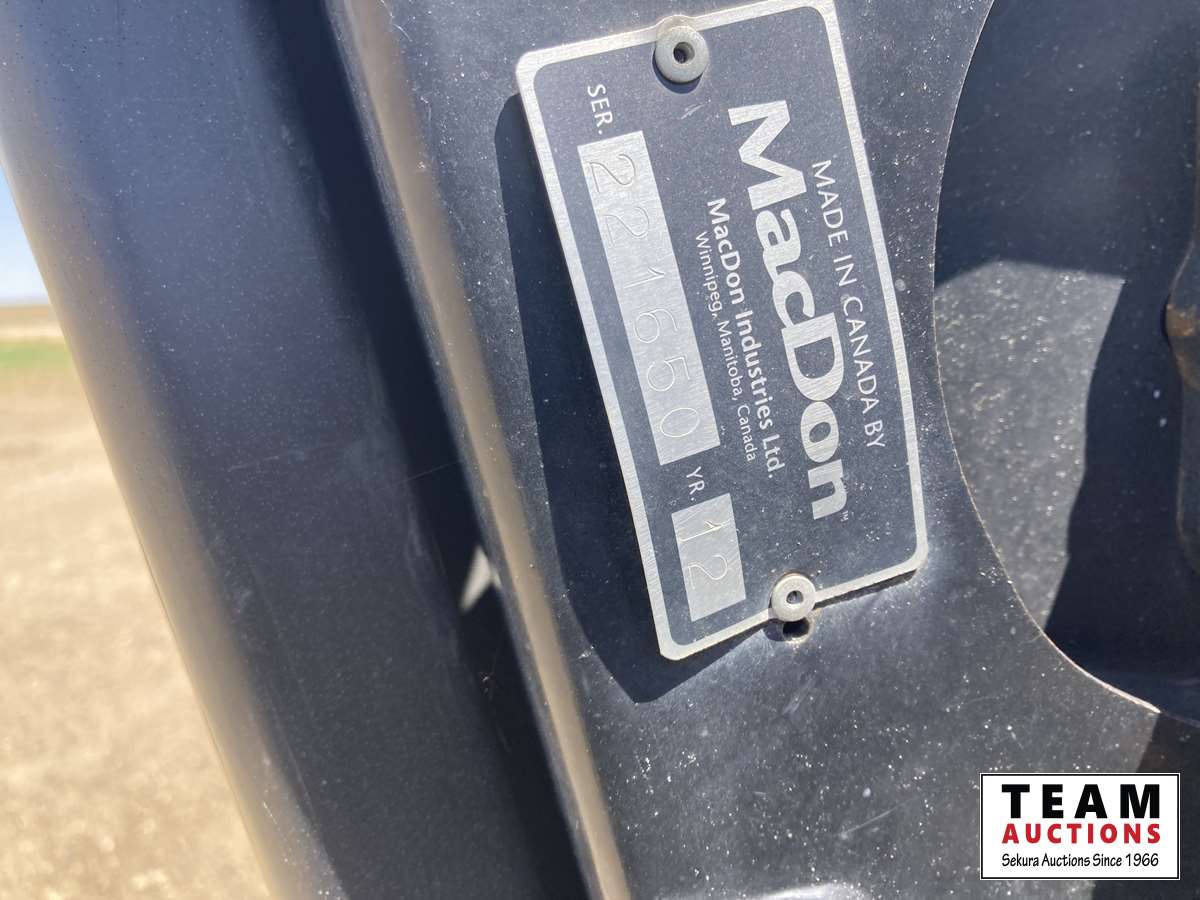 MADE IN CANADA BY
MacDon™
MacDon Industries Ltd.
Winnipeg, Manitoba, Canada
SER. 221650 YR. 12
TEAM
AUCTIONS
Sekura Auctions Since 1966